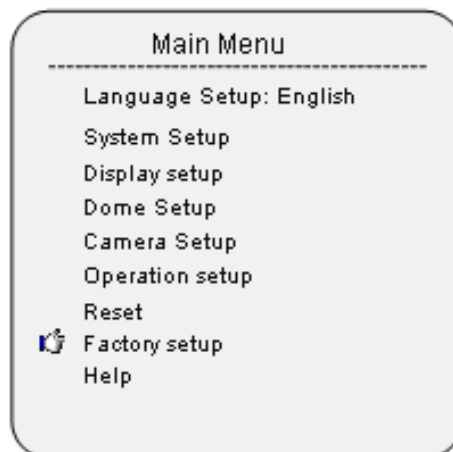 Main Menu
Language Setup: English
System Setup
Display setup
Dome Setup
Camera Setup
Operation setup
Reset
Factory setup
Help